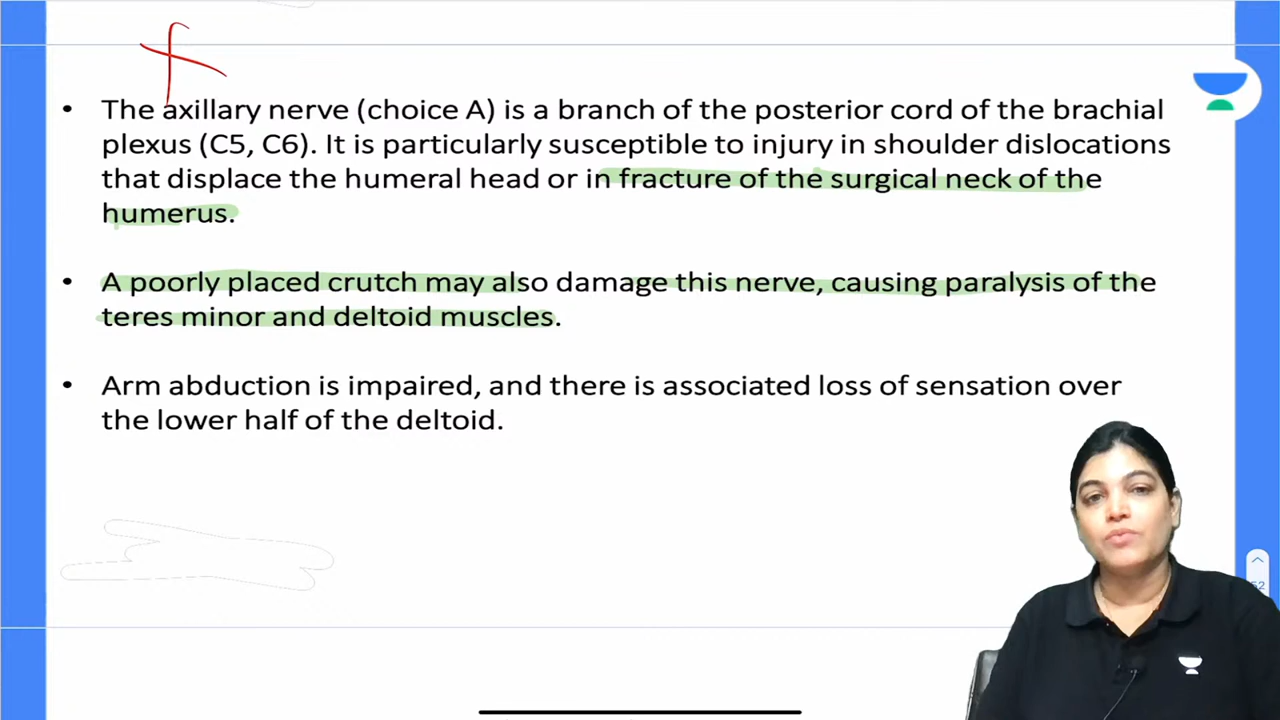 • The axillary nerve (choice A) is a branch of the posterior cord of the brachial
plexus (C5, C6). It is particularly susceptible to injury in shoulder dislocations
that displace the humeral head or in fracture of the surgical neck of the
humerus.
• A poorly placed crutch may also damage this nerve, causing paralysis of the
teres minor and deltoid muscles.
• Arm abduction is impaired, and there is associated loss of sensation over
the lower half of the deltoid.